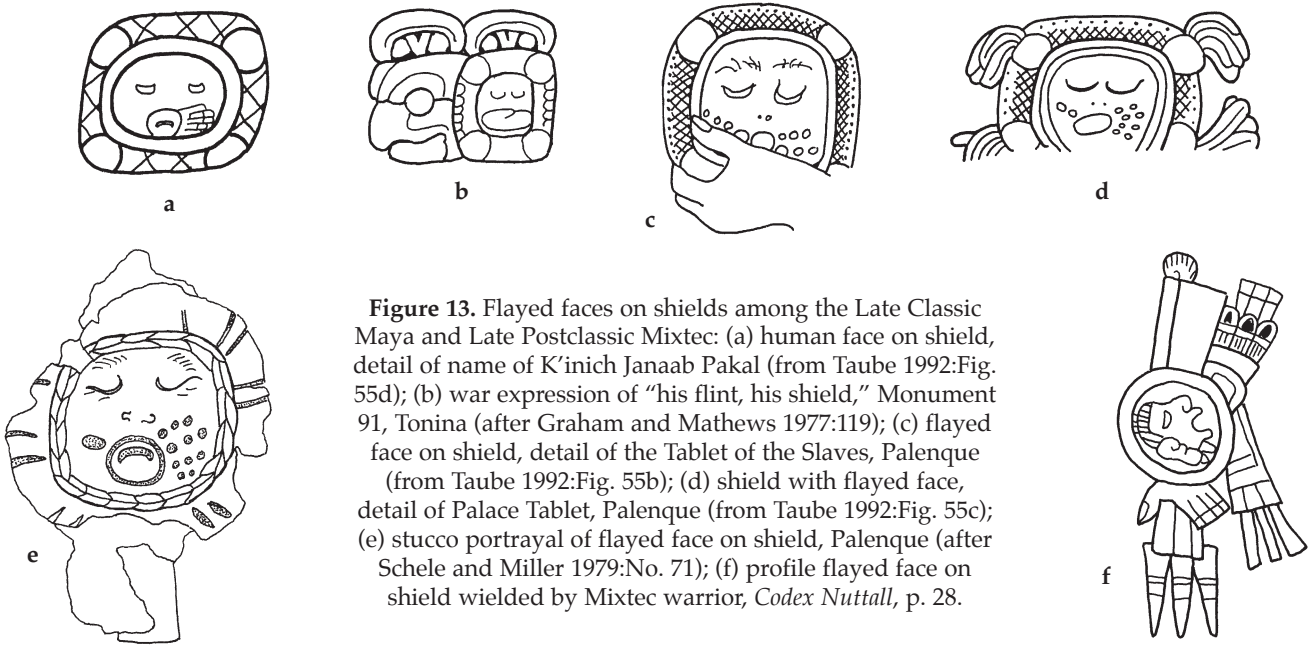 a
b
c
d
e
Figure 13. Flayed faces on shields among the Late Classic
Maya and Late Postclassic Mixtec: (a) human face on shield,
detail of name of K’inich Janaab Pakal (from Taube 1992:Fig.
55d); (b) war expression of “his flint, his shield,” Monument
91, Tonina (after Graham and Mathews 1977:119); (c) flayed
face on shield, detail of the Tablet of the Slaves, Palenque
(from Taube 1992:Fig. 55b); (d) shield with flayed face,
detail of Palace Tablet, Palenque (from Taube 1992:Fig. 55c);
(e) stucco portrayal of flayed face on shield, Palenque (after
Schele and Miller 1979:No. 71); (f) profile flayed face on
shield wielded by Mixtec warrior, Codex Nuttall, p. 28.
f